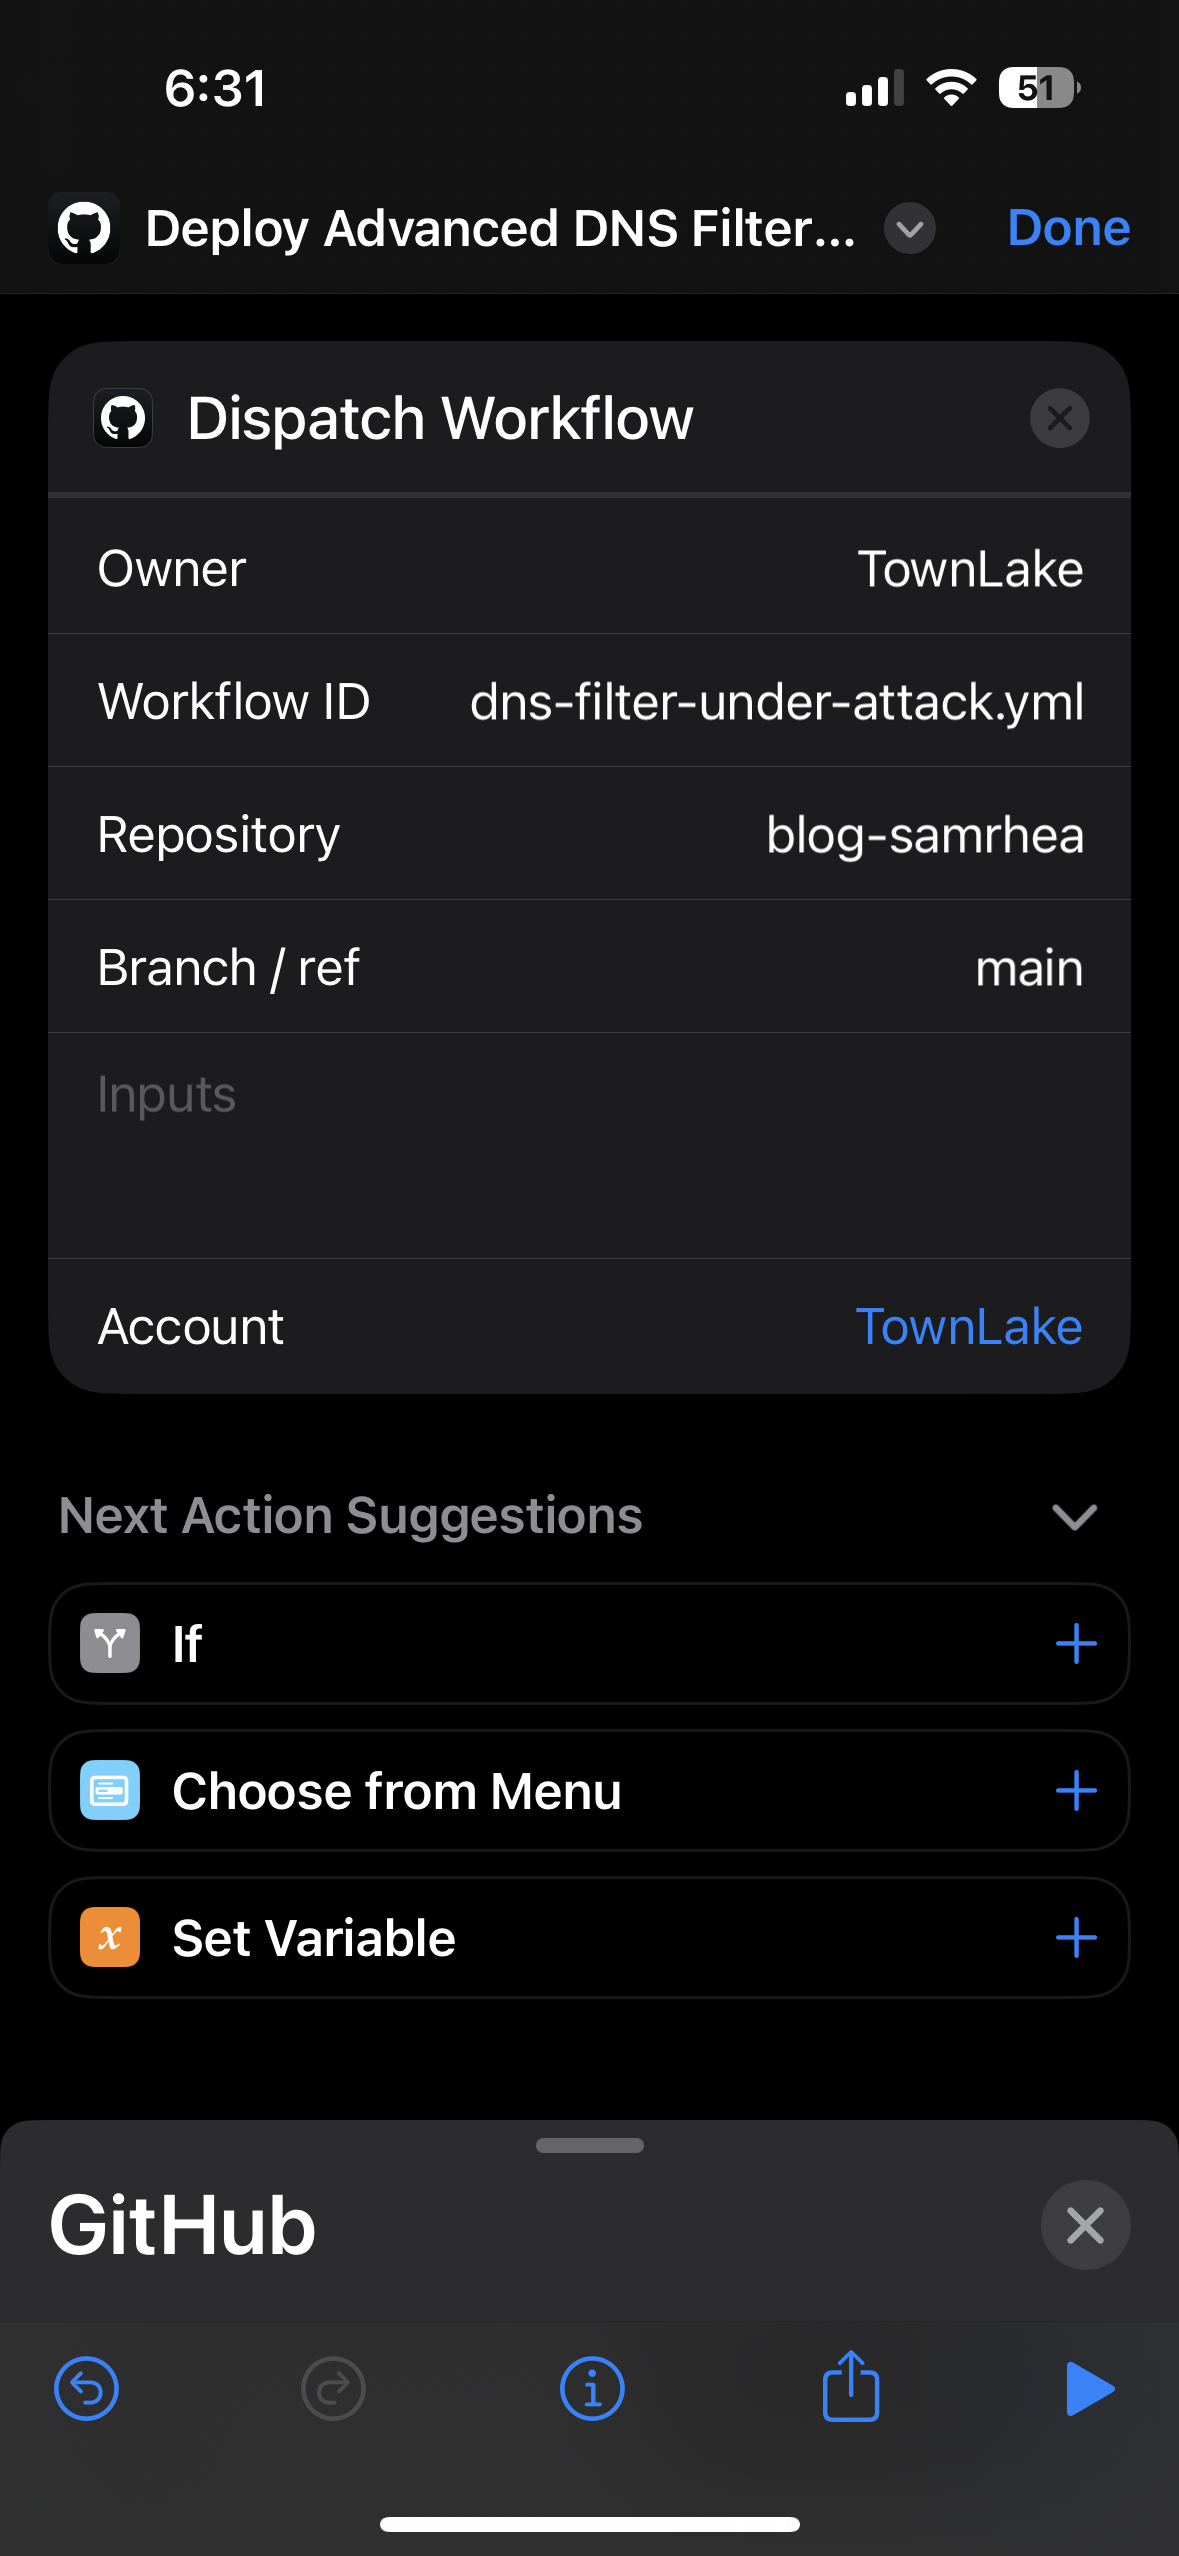 6:31
51
Deploy Advanced DNS Filter...
Done
Dispatch Workflow
Owner TownLake
Workflow ID dns-filter-under-attack.yml
Repository blog-samrhea
Branch / ref main
Inputs
Account TownLake
Next Action Suggestions
If
Choose from Menu
x Set Variable
GitHub